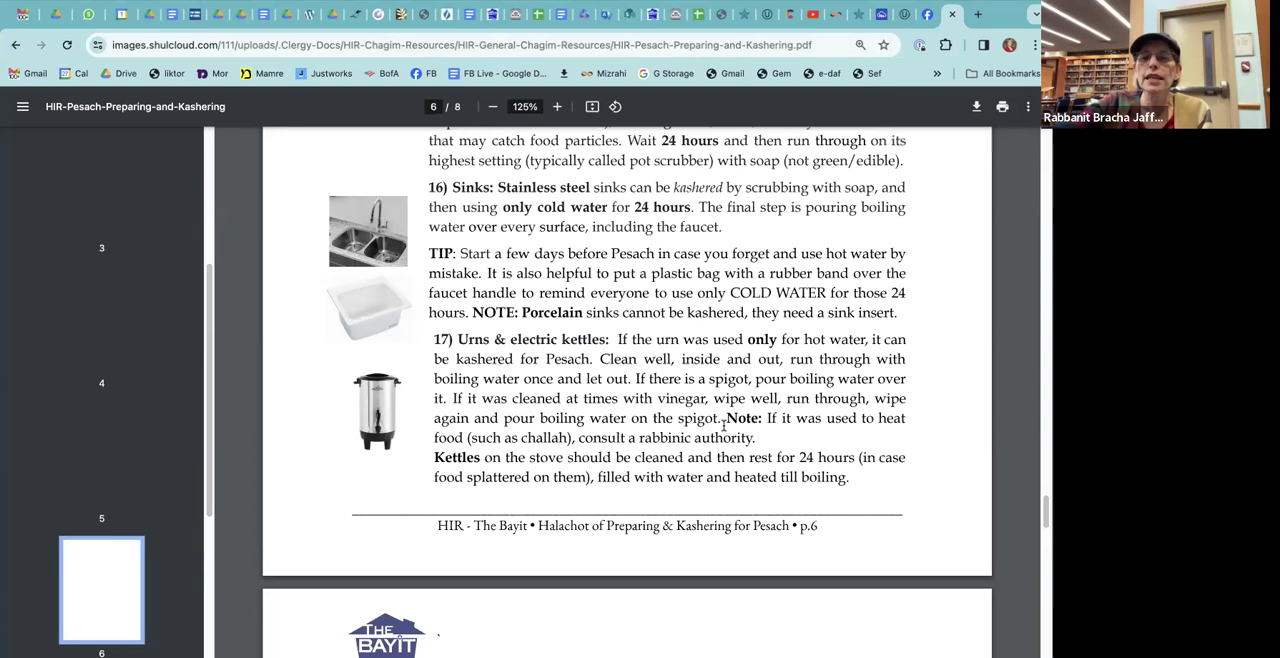 images.shulcloud.com/111/uploads/.Clergy-Docs/HIR-Chagim-Resources/HIR-General-Chagim-Resources/HIR-Pesach-Preparing-and-Kashering.pdf
Gmail Cal Drive liktor Mor Mamre Justworks BofA FB FB Live - Google D... Mizrahi G Storage Gmail Gem e-daf Sef » All Bookmarks
HIR-Pesach-Preparing-and-Kashering 6 / 8 125%
Rabbanit Bracha Jaff...
that may catch food particles. Wait 24 hours and then run through on its
highest setting (typically called pot scrubber) with soap (not green/edible).
16) Sinks: Stainless steel sinks can be kashered by scrubbing with soap, and
then using only cold water for 24 hours. The final step is pouring boiling
water over every surface, including the faucet.
TIP: Start a few days before Pesach in case you forget and use hot water by
mistake. It is also helpful to put a plastic bag with a rubber band over the
faucet handle to remind everyone to use only COLD WATER for those 24
hours. NOTE: Porcelain sinks cannot be kashered, they need a sink insert.
17) Urns & electric kettles: If the urn was used only for hot water, it can
be kashered for Pesach. Clean well, inside and out, run through with
boiling water once and let out. If there is a spigot, pour boiling water over
it. If it was cleaned at times with vinegar, wipe well, run through, wipe
again and pour boiling water on the spigot. Note: If it was used to heat
food (such as challah), consult a rabbinic authority.
Kettles on the stove should be cleaned and then rest for 24 hours (in case
food splattered on them), filled with water and heated till boiling.
HIR - The Bayit • Halachot of Preparing & Kashering for Pesach • p.6
THE
BAYIT
3
4
5
6